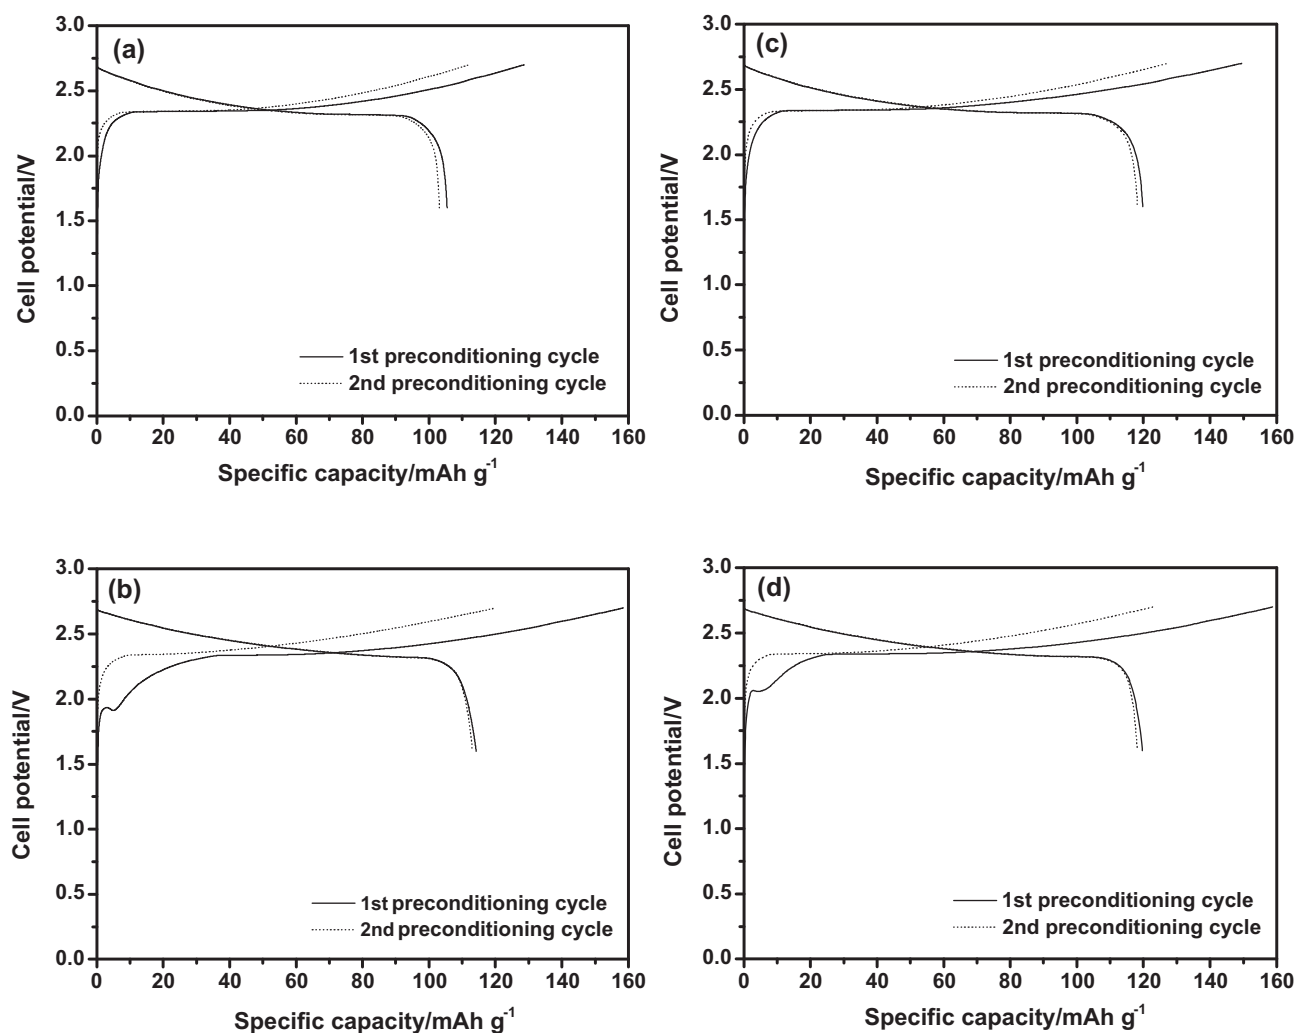 (a)
3.0
2.5
2.0
1.5
1.0
0.5
0.0
Cell potential/V
1st preconditioning cycle
2nd preconditioning cycle
0 20 40 60 80 100 120 140 160
Specific capacity/mAh g⁻¹
(c)
3.0
2.5
2.0
1.5
1.0
0.5
0.0
Cell potential/V
1st preconditioning cycle
2nd preconditioning cycle
0 20 40 60 80 100 120 140 160
Specific capacity/mAh g⁻¹
(b)
3.0
2.5
2.0
1.5
1.0
0.5
0.0
Cell potential/V
1st preconditioning cycle
2nd preconditioning cycle
0 20 40 60 80 100 120 140 160
Specific capacity/mAh g⁻¹
(d)
3.0
2.5
2.0
1.5
1.0
0.5
0.0
Cell potential/V
1st preconditioning cycle
2nd preconditioning cycle
0 20 40 60 80 100 120 140 160
Specific capacity/mAh g⁻¹